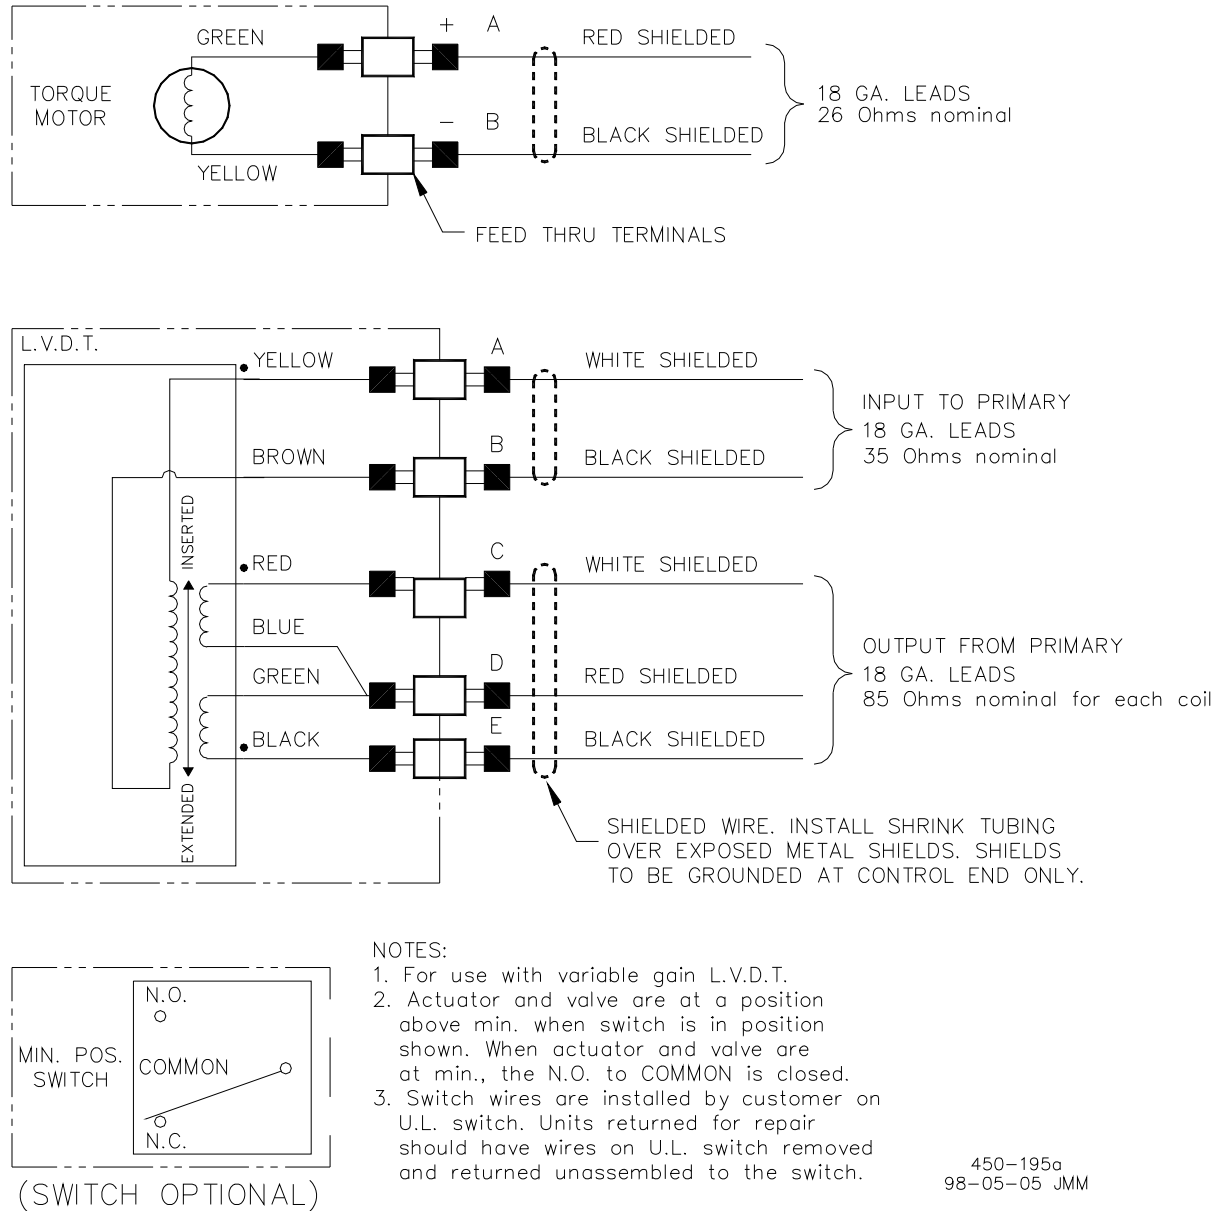 GREEN
+ A
RED SHIELDED
TORQUE
MOTOR
18 GA. LEADS
26 Ohms nominal
- B
BLACK SHIELDED
YELLOW
FEED THRU TERMINALS
L.V.D.T.
YELLOW
A
WHITE SHIELDED
INPUT TO PRIMARY
18 GA. LEADS
35 Ohms nominal
BROWN
B
BLACK SHIELDED
INSERTED
RED
C
WHITE SHIELDED
BLUE
OUTPUT FROM PRIMARY
18 GA. LEADS
85 Ohms nominal for each coil
GREEN
D
RED SHIELDED
BLACK
E
BLACK SHIELDED
EXTENDED
SHIELDED WIRE. INSTALL SHRINK TUBING
OVER EXPOSED METAL SHIELDS. SHIELDS
TO BE GROUNDED AT CONTROL END ONLY.
N.O.
MIN. POS.
SWITCH
COMMON
N.C.
(SWITCH OPTIONAL)
NOTES:
1. For use with variable gain L.V.D.T.
2. Actuator and valve are at a position
above min. when switch is in position
shown. When actuator and valve are
at min., the N.O. to COMMON is closed.
3. Switch wires are installed by customer on
U.L. switch. Units returned for repair
should have wires on U.L. switch removed
and returned unassembled to the switch.
450-195a
98-05-05 JMM